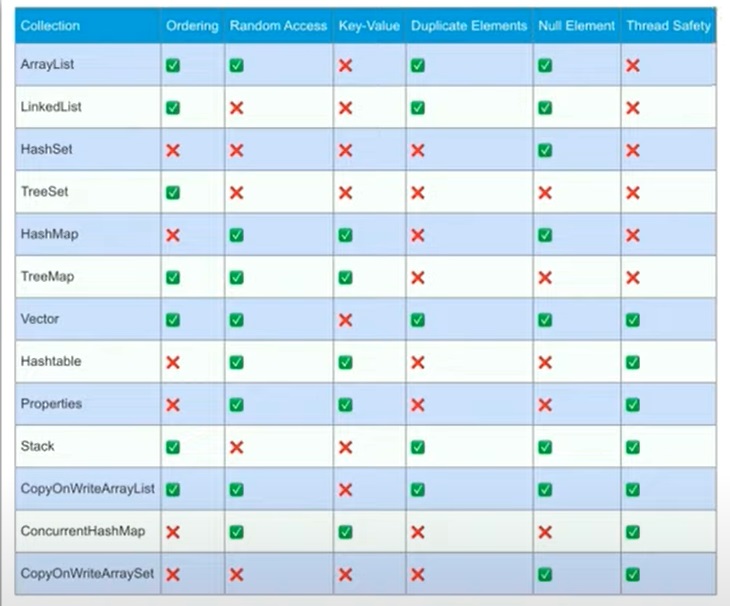 Collection Ordering Random Access Key-Value Duplicate Elements Null Element Thread Safety
ArrayList ✅ ✅ ❌ ✅ ✅ ❌
LinkedList ✅ ❌ ❌ ✅ ✅ ❌
HashSet ❌ ❌ ❌ ❌ ✅ ❌
TreeSet ✅ ❌ ❌ ❌ ❌ ❌
HashMap ❌ ✅ ✅ ❌ ✅ ❌
TreeMap ✅ ✅ ✅ ❌ ❌ ❌
Vector ✅ ✅ ❌ ✅ ✅ ✅
Hashtable ❌ ✅ ✅ ❌ ❌ ✅
Properties ❌ ✅ ✅ ❌ ❌ ✅
Stack ✅ ❌ ❌ ✅ ✅ ✅
CopyOnWriteArrayList ✅ ✅ ❌ ✅ ✅ ✅
ConcurrentHashMap ❌ ✅ ✅ ❌ ❌ ✅
CopyOnWriteArraySet ❌ ❌ ❌ ❌ ✅ ✅